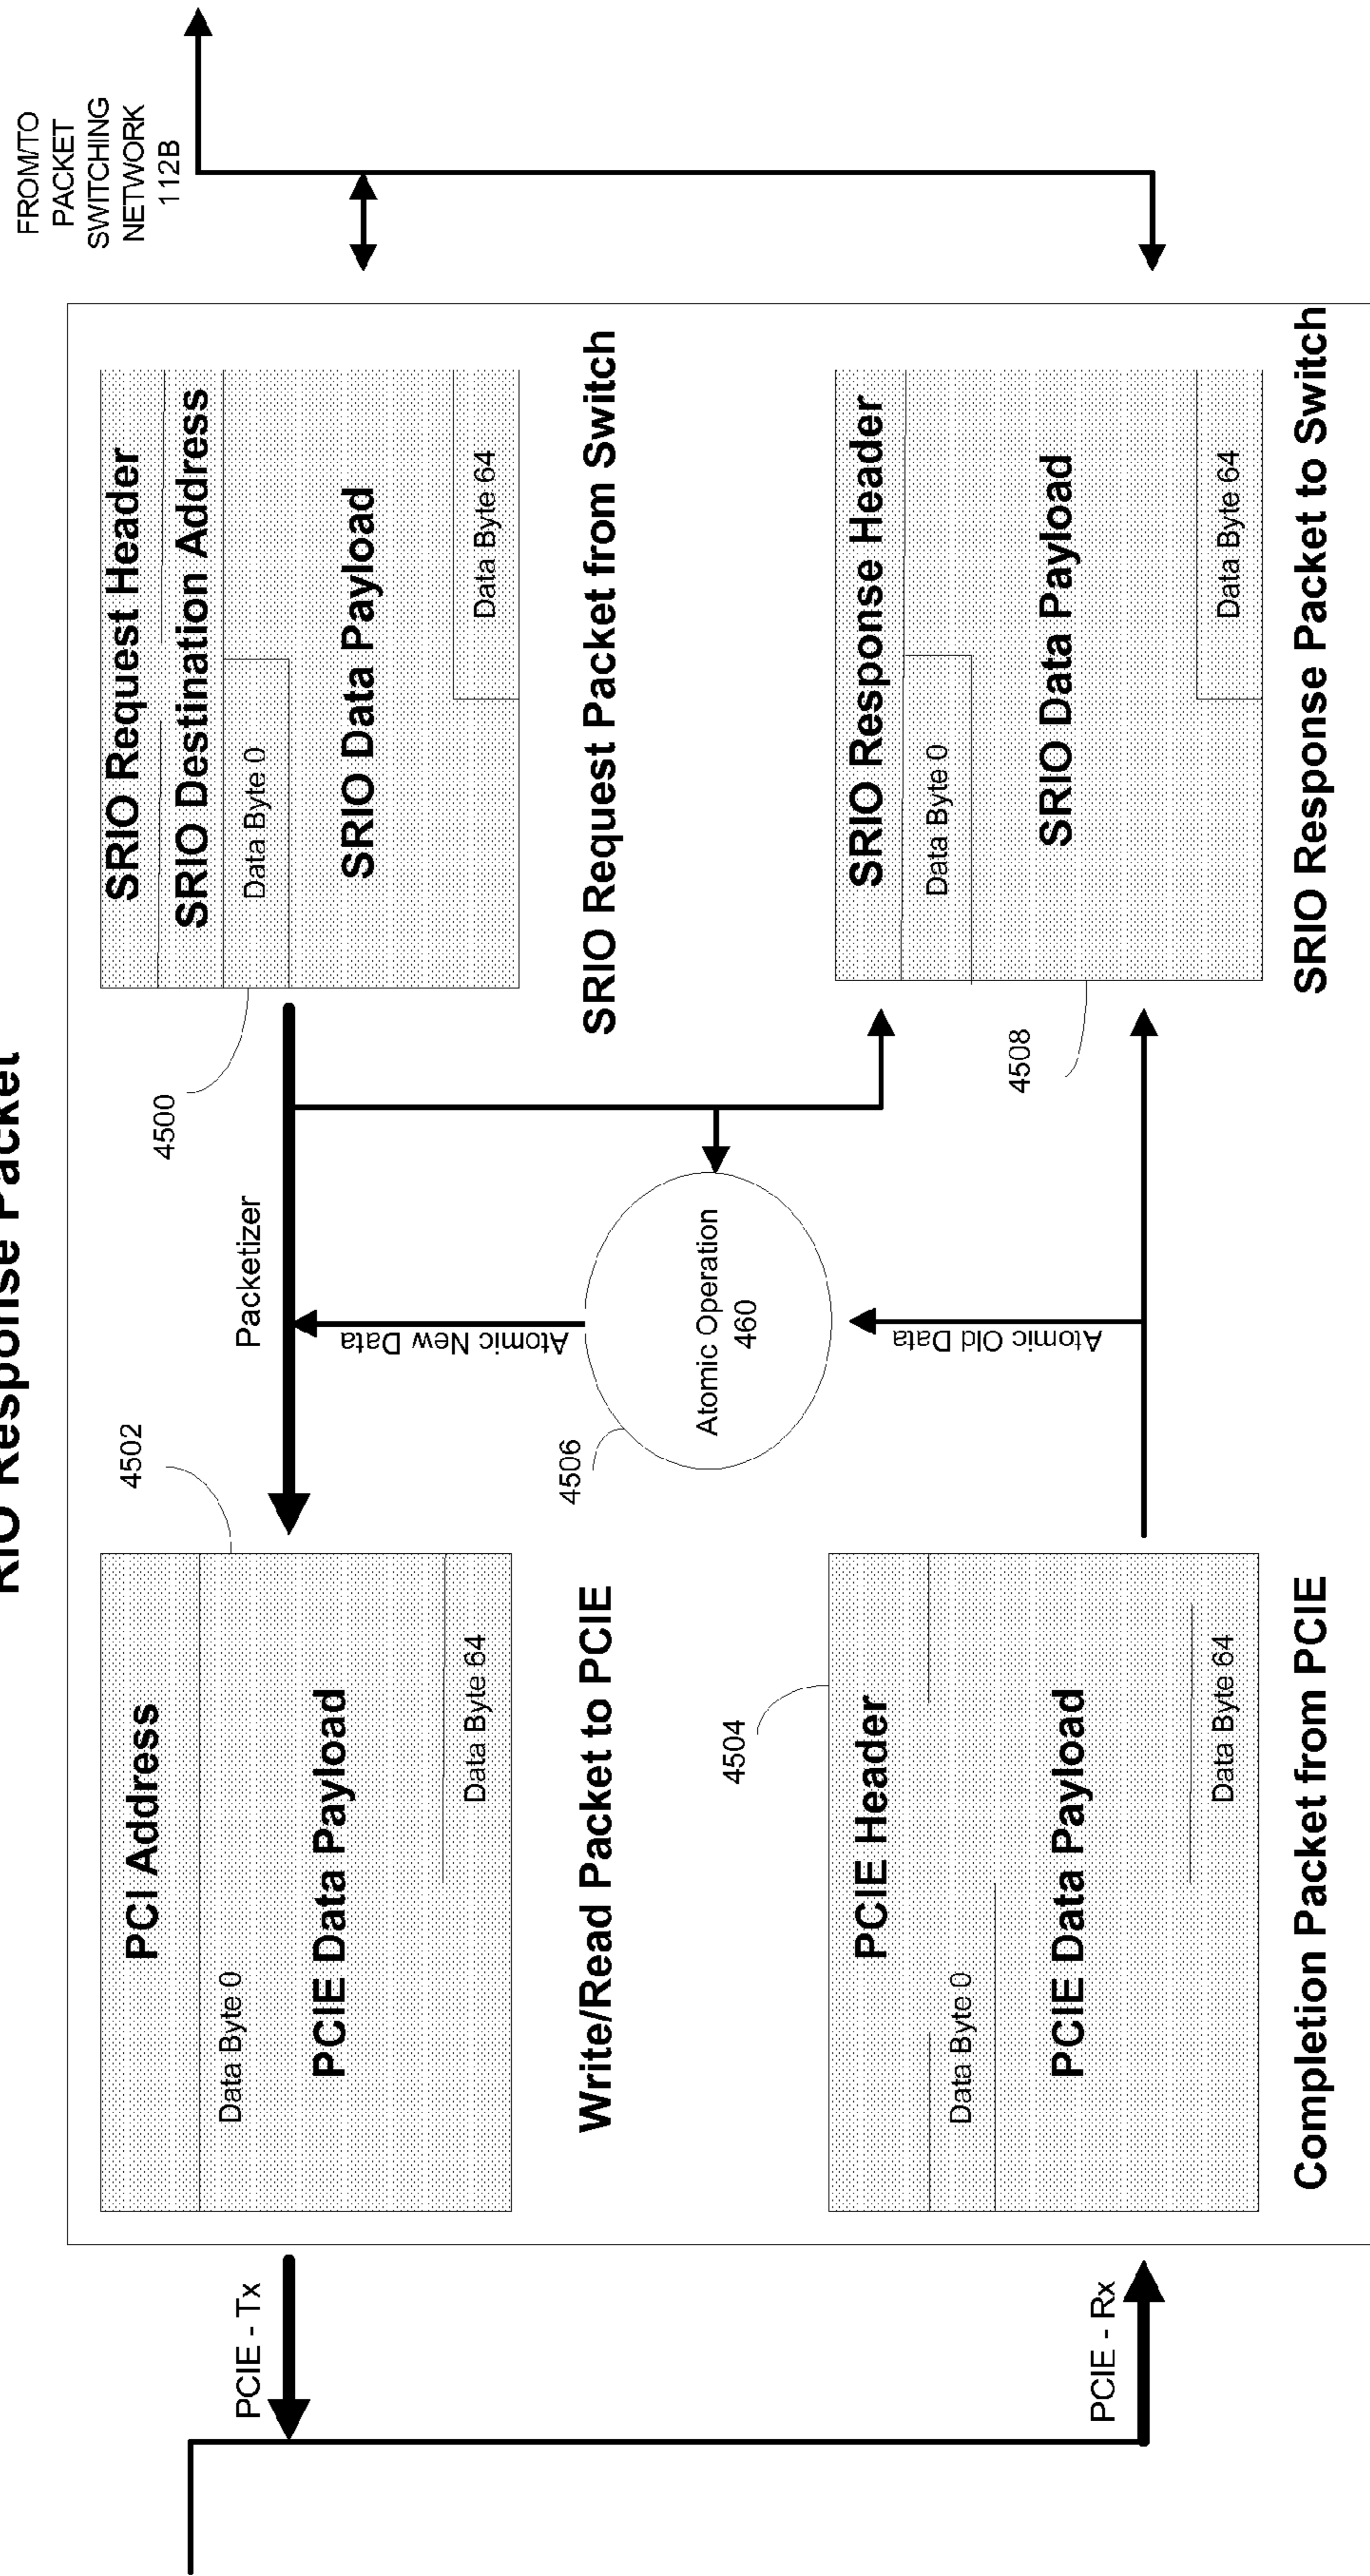 RIO Response Packet
FROM/TO
PACKET
SWITCHING
NETWORK
112B
PCIE - Tx
PCI Address
Data Byte 0
PCIE Data Payload
Data Byte 64
Write/Read Packet to PCIE
4502
Packetizer
4500
SRIO Request Header
SRIO Destination Address
Data Byte 0
SRIO Data Payload
Data Byte 64
SRIO Request Packet from Switch
Atomic New Data
4506
Atomic Operation
460
Atomic Old Data
PCIE - Rx
4504
PCIE Header
Data Byte 0
PCIE Data Payload
Data Byte 64
Completion Packet from PCIE
4508
SRIO Response Header
Data Byte 0
SRIO Data Payload
Data Byte 64
SRIO Response Packet to Switch